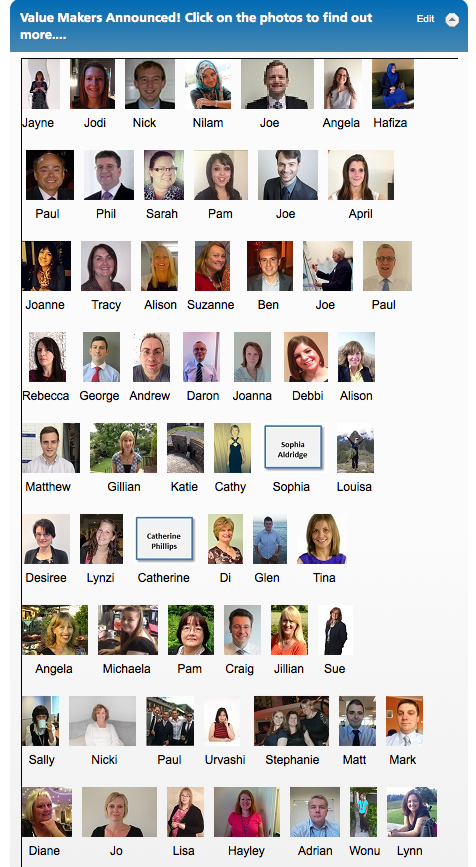 Value Makers Announced! Click on the photos to find out
more....
Edit
Jayne Jodi Nick Nilam Joe Angela Hafiza
Paul Phil Sarah Pam Joe April
Joanne Tracy Alison Suzanne Ben Joe Paul
Rebecca George Andrew Daron Joanna Debbi Alison
Sophia
Aldridge
Matthew Gillian Katie Cathy Sophia Louisa
Catherine
Phillips
Desiree Lynzi Catherine Di Glen Tina
Angela Michaela Pam Craig Jillian Sue
Sally Nicki Paul Urvashi Stephanie Matt Mark
Diane Jo Lisa Hayley Adrian Wonu Lynn